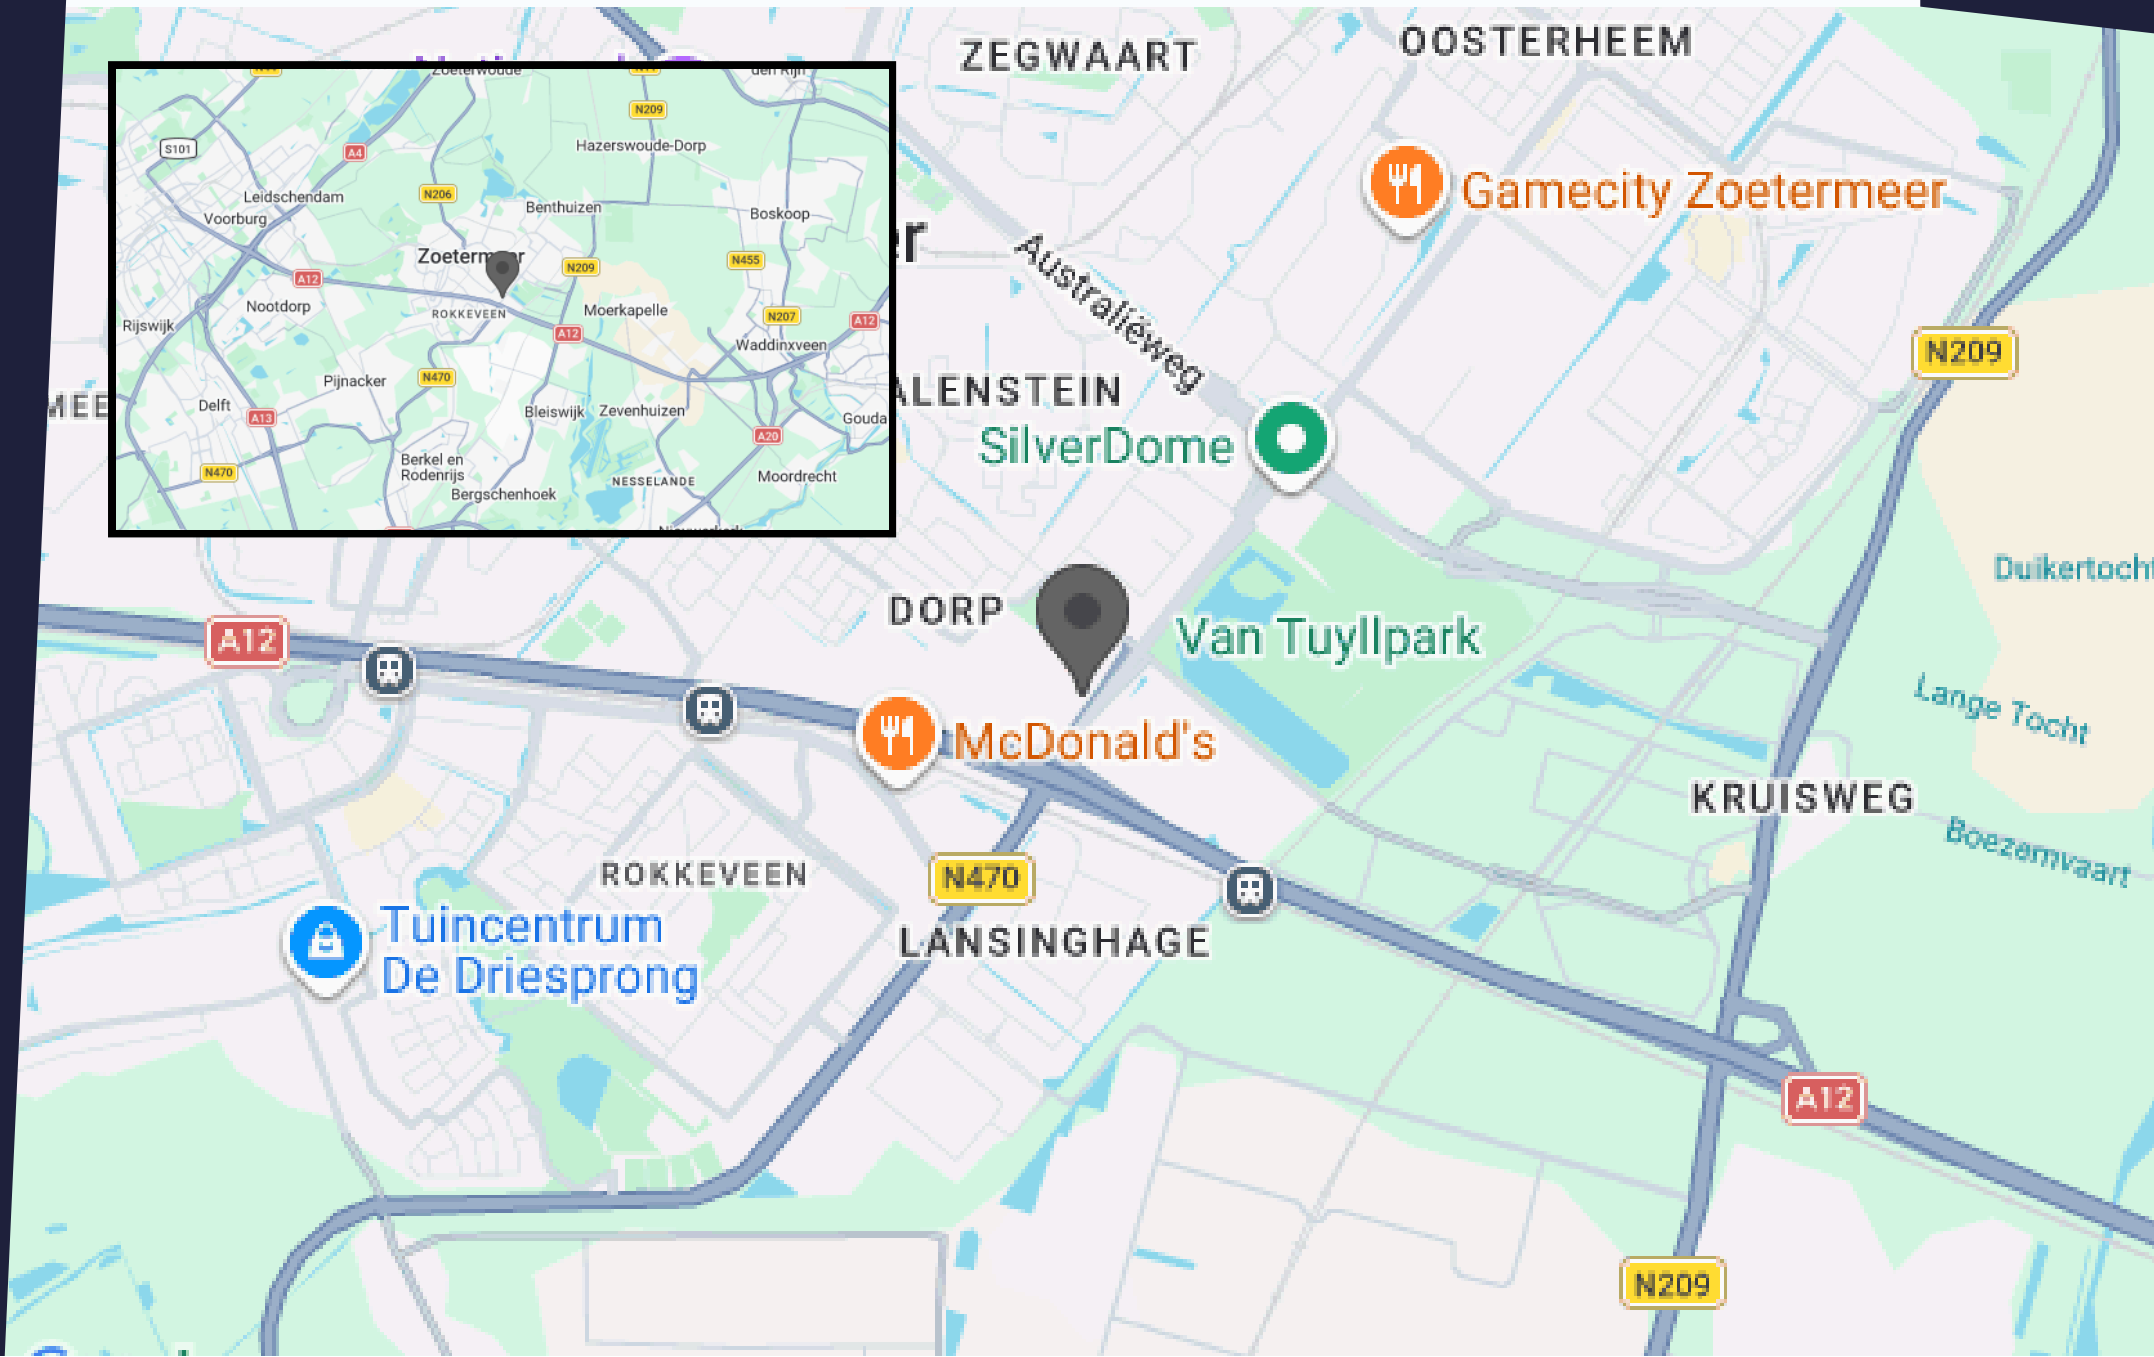 ZEGWAART
OOSTERHEEM
Gamecity Zoetermeer
Australiëweg
N209
SilverDome
DORP
Van Tuyllpark
Duikertocht
Lange Tocht
KRUISWEG
Boezemvaart
A12
McDonald's
ROKKEVEEN
N470
LANSINGHAGE
Tuincentrum
De Driesprong
A12
N209
Zoeterwoude
den Rijn
N209
S101
A4
Hazerswoude-Dorp
Leidschendam
N206
Voorburg
Benthuizen
Boskoop
Zoetermeer
N209
N455
A12
Nootdorp
ROKKEVEEN
Moerkapelle
N207
A12
Rijswijk
A12
Waddinxveen
Pijnacker
N470
Delft
A13
Bleiswijk
Zevenhuizen
Gouda
A20
Berkel en
Rodenrijs
N470
Bergschenhoek
NESSELANDE
Moordrecht